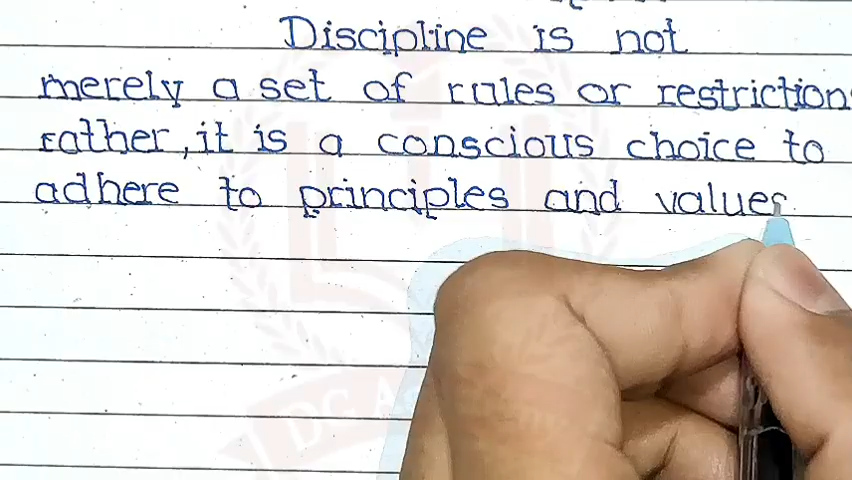 Discipline is not
merely a set of rules or restriction
rather, it is a conscious choice to
adhere to principles and values